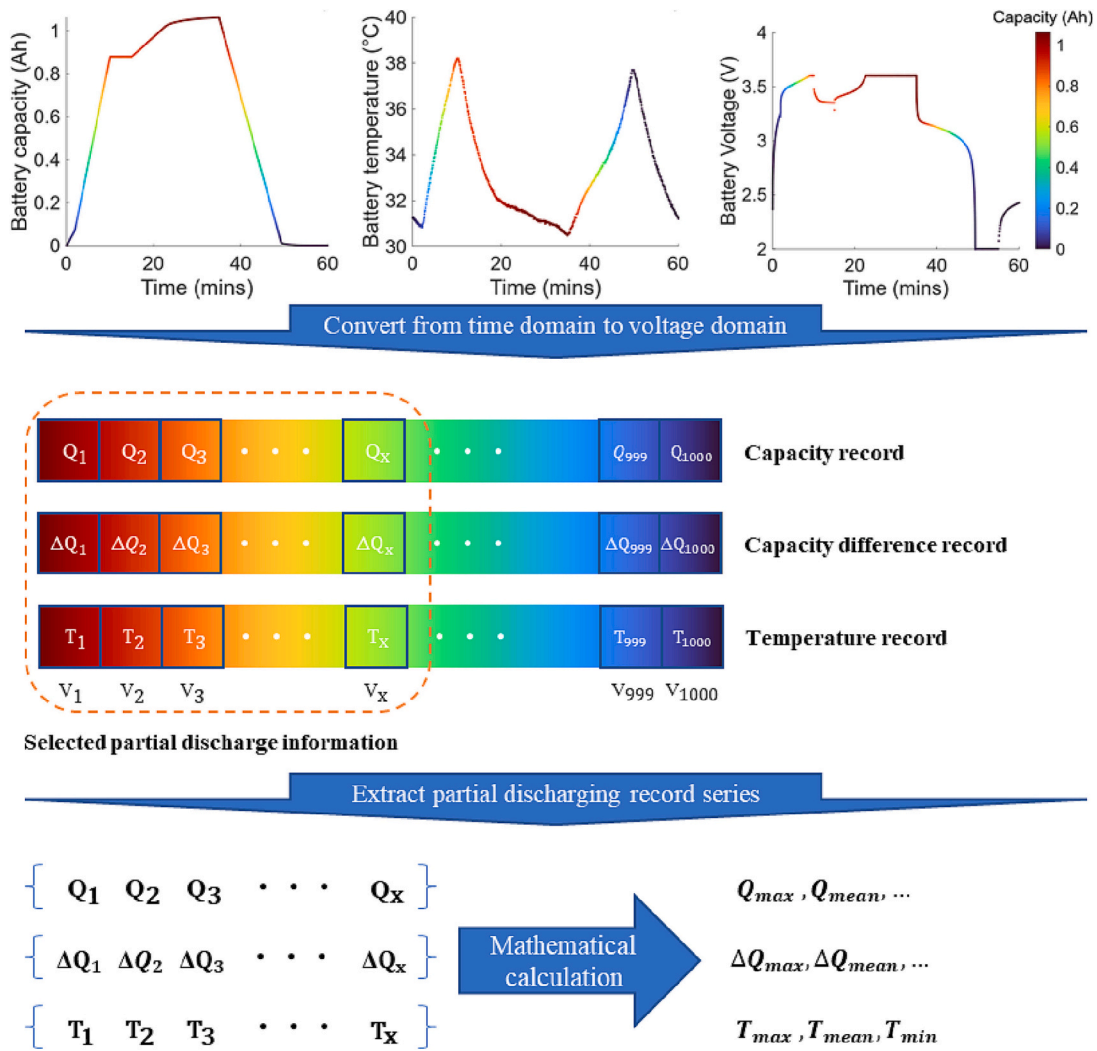 Battery capacity (Ah)
1
0.8
0.6
0.4
0.2
0
0 20 40 60
Time (mins)
Battery temperature (°C)
40
38
36
34
32
30
0 20 40 60
Time (mins)
Battery Voltage (V)
4
3.5
3
2.5
2
0 20 40 60
Time (mins)
Capacity (Ah)
1
0.8
0.6
0.4
0.2
0
Convert from time domain to voltage domain
Q1 Q2 Q3 • • • Qx • • • Q999 Q1000 Capacity record
ΔQ1 ΔQ2 ΔQ3 • • • ΔQx • • • ΔQ999 ΔQ1000 Capacity difference record
T1 T2 T3 • • • Tx • • • T999 T1000 Temperature record
V1 V2 V3 Vx V999 V1000
Selected partial discharge information
Extract partial discharging record series
{ Q1 Q2 Q3 • • • Qx }
{ ΔQ1 ΔQ2 ΔQ3 • • • ΔQx }
{ T1 T2 T3 • • • Tx }
Mathematical
calculation
Qmax , Qmean, ...
ΔQmax, ΔQmean, ...
Tmax, Tmean, Tmin